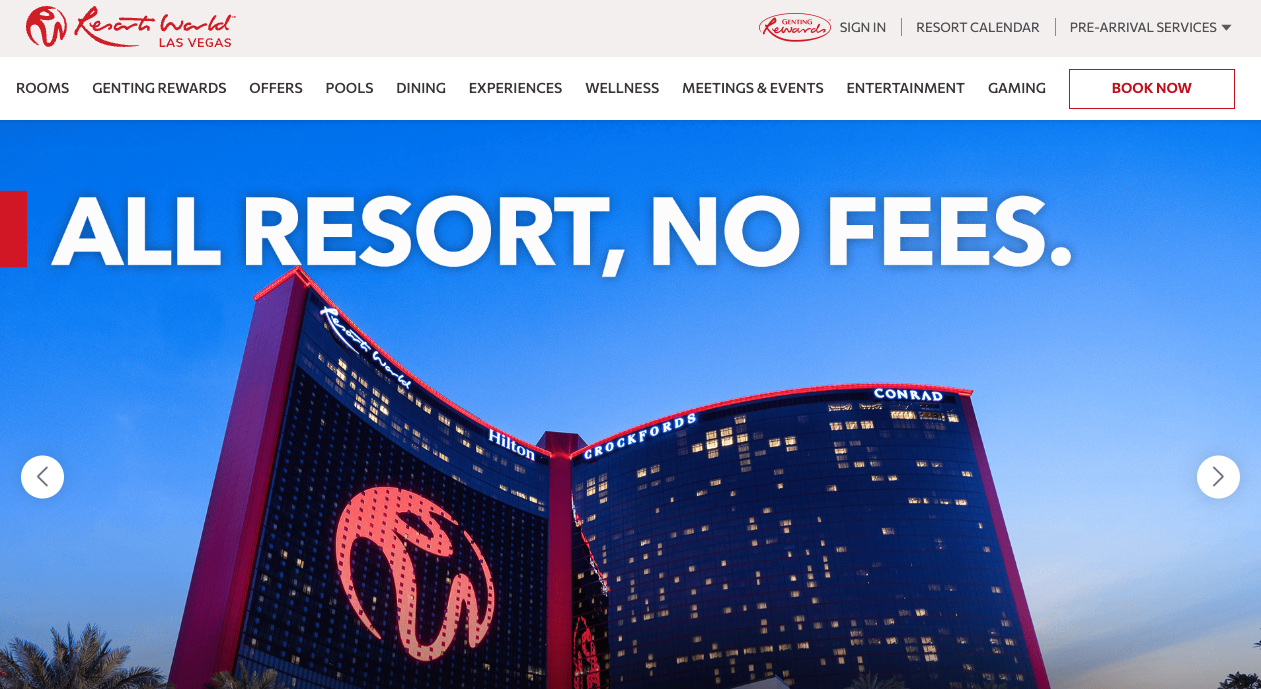 Resorts World™
LAS VEGAS
GENTING
Rewards
SIGN IN
RESORT CALENDAR
PRE-ARRIVAL SERVICES
ROOMS
GENTING REWARDS
OFFERS
POOLS
DINING
EXPERIENCES
WELLNESS
MEETINGS & EVENTS
ENTERTAINMENT
GAMING
BOOK NOW
ALL RESORT, NO FEES.
Resorts World
Hilton
CROCKFORDS
CONRAD